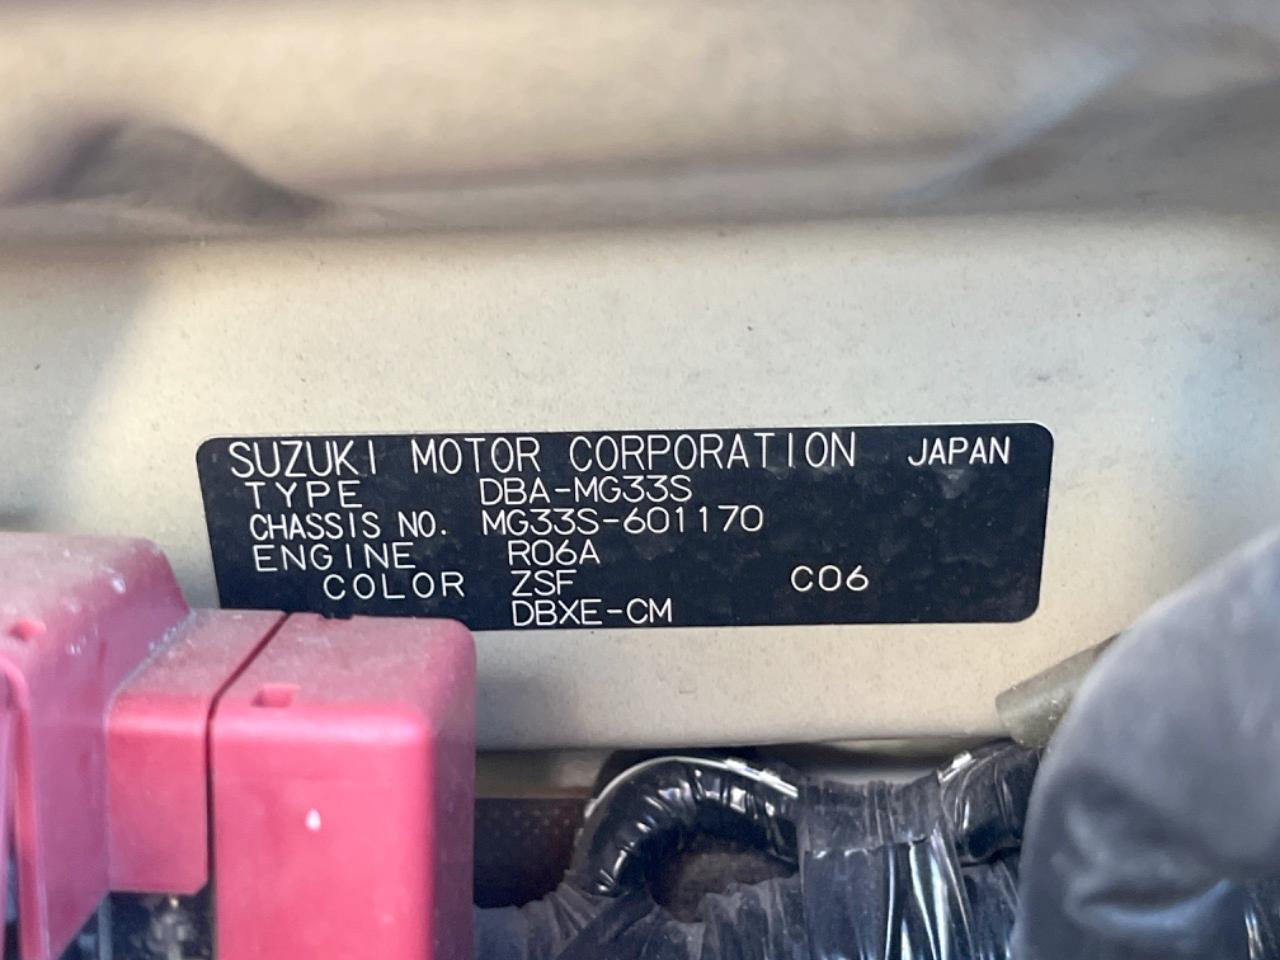 SUZUKI MOTOR CORPORATION JAPAN
TYPE DBA-MG33S
CHASSIS NO. MG33S-601170
ENGINE R06A
COLOR ZSF C06
DBXE-CM